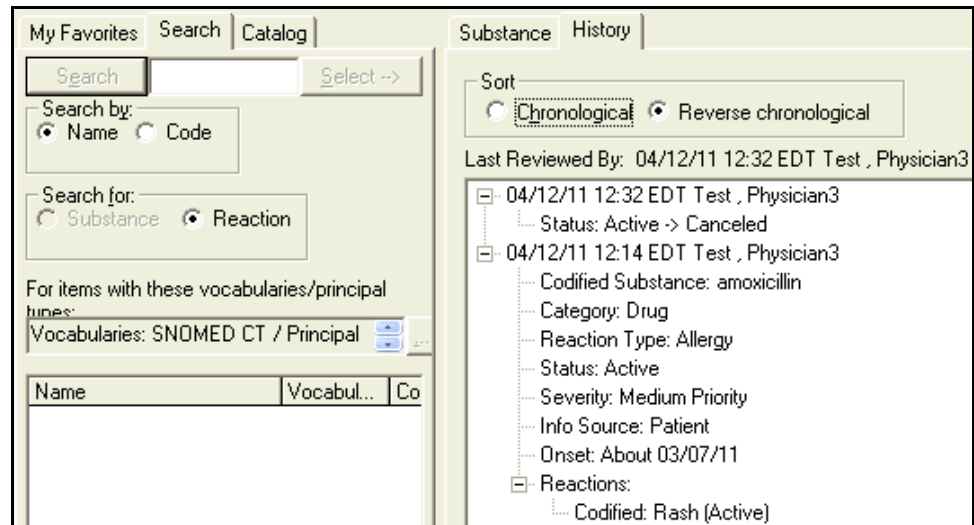 My Favorites Search Catalog
Search Select -->
Search by:
Name Code
Search for:
Substance Reaction
For items with these vocabularies/principal
types:
Vocabularies: SNOMED CT / Principal ...
Name Vocabul... Co
Substance History
Sort
Chronological Reverse chronological
Last Reviewed By: 04/12/11 12:32 EDT Test , Physician3
04/12/11 12:32 EDT Test , Physician3
Status: Active -> Canceled
04/12/11 12:14 EDT Test , Physician3
Codified Substance: amoxicillin
Category: Drug
Reaction Type: Allergy
Status: Active
Severity: Medium Priority
Info Source: Patient
Onset: About 03/07/11
Reactions:
Codified: Rash (Active)